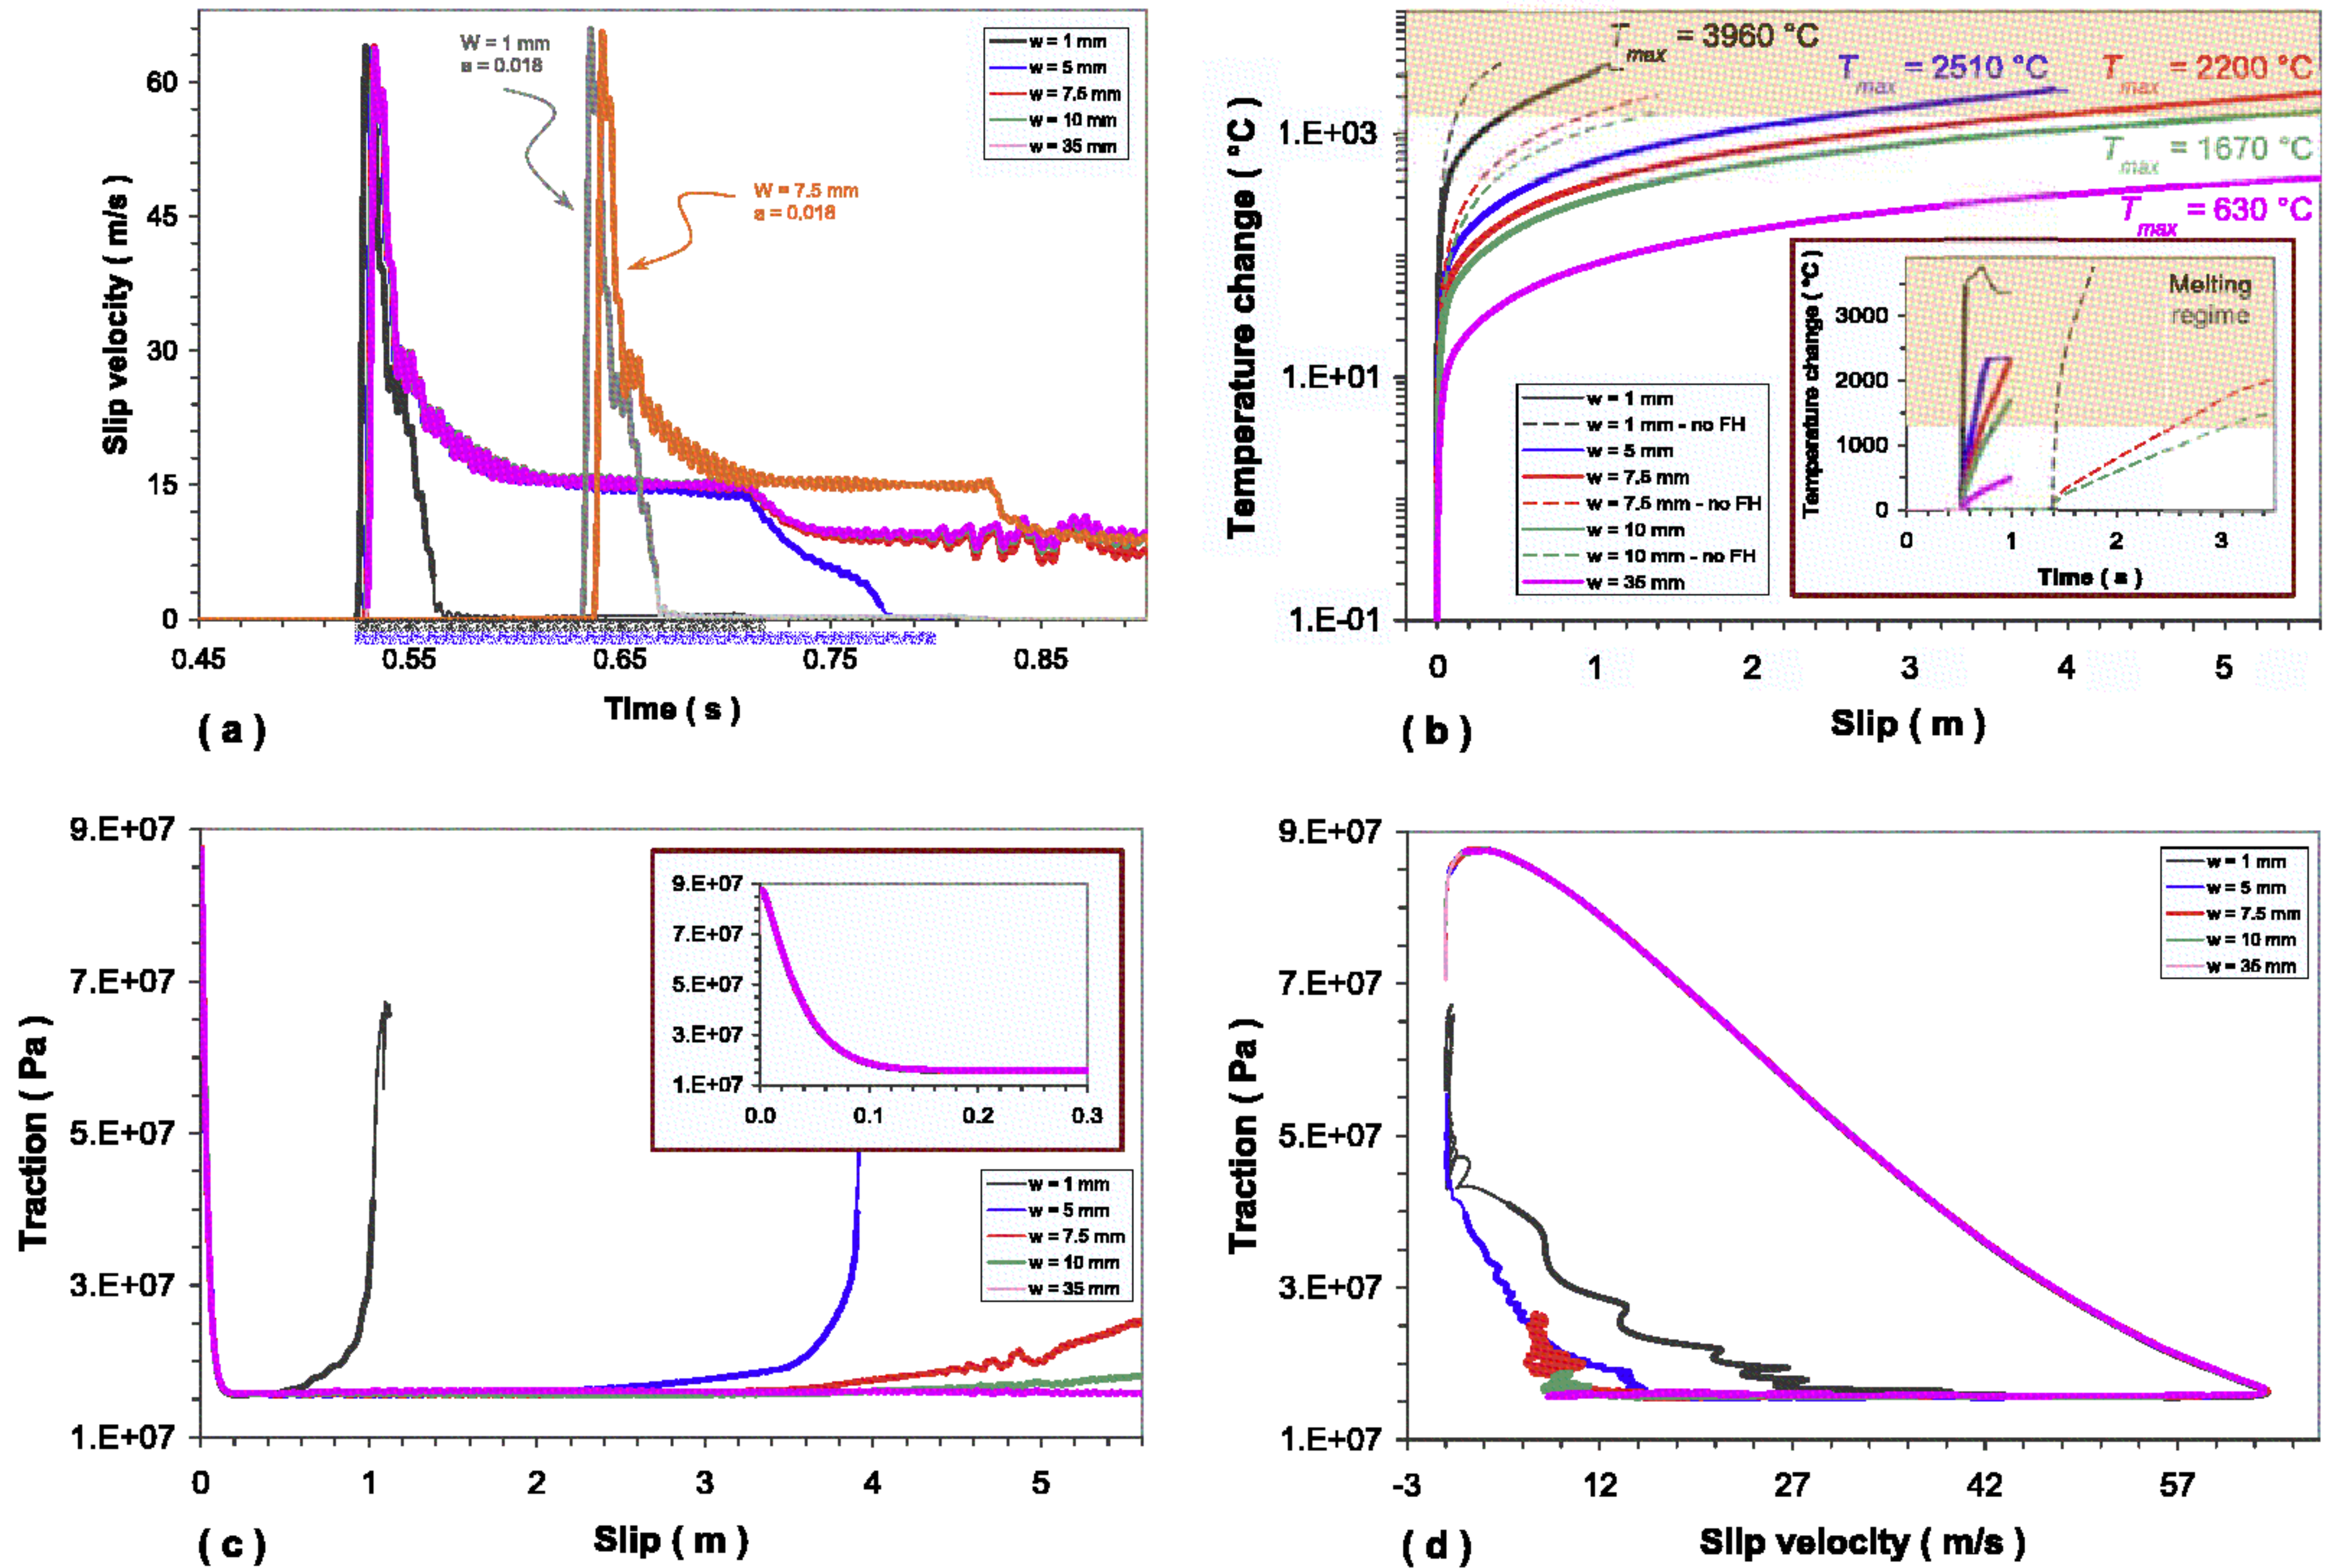 W = 1 mm
a = 0.018
W = 7.5 mm
a = 0.018
w = 1 mm
w = 5 mm
w = 7.5 mm
w = 10 mm
w = 35 mm
60
45
30
15
0
0.45 0.55 0.65 0.75 0.85
Slip velocity ( m/s )
Time ( s )
( a )
Tmax = 3960 °C
Tmax = 2510 °C
Tmax = 2200 °C
Tmax = 1670 °C
Tmax = 630 °C
1.E+03
1.E+01
1.E-01
0 1 2 3 4 5
Temperature change ( °C )
Slip ( m )
w = 1 mm
w = 1 mm - no FH
w = 5 mm
w = 7.5 mm
w = 7.5 mm - no FH
w = 10 mm
w = 10 mm - no FH
w = 35 mm
Melting
regime
3000
2000
1000
0
0 1 2 3
Temperature change ( °C )
Time ( s )
( b )
9.E+07
7.E+07
5.E+07
3.E+07
1.E+07
0 1 2 3 4 5
Traction ( Pa )
Slip ( m )
9.E+07
7.E+07
5.E+07
3.E+07
1.E+07
0.0 0.1 0.2 0.3
w = 1 mm
w = 5 mm
w = 7.5 mm
w = 10 mm
w = 35 mm
( c )
9.E+07
7.E+07
5.E+07
3.E+07
1.E+07
-3 12 27 42 57
Traction ( Pa )
Slip velocity ( m/s )
w = 1 mm
w = 5 mm
w = 7.5 mm
w = 10 mm
w = 35 mm
( d )